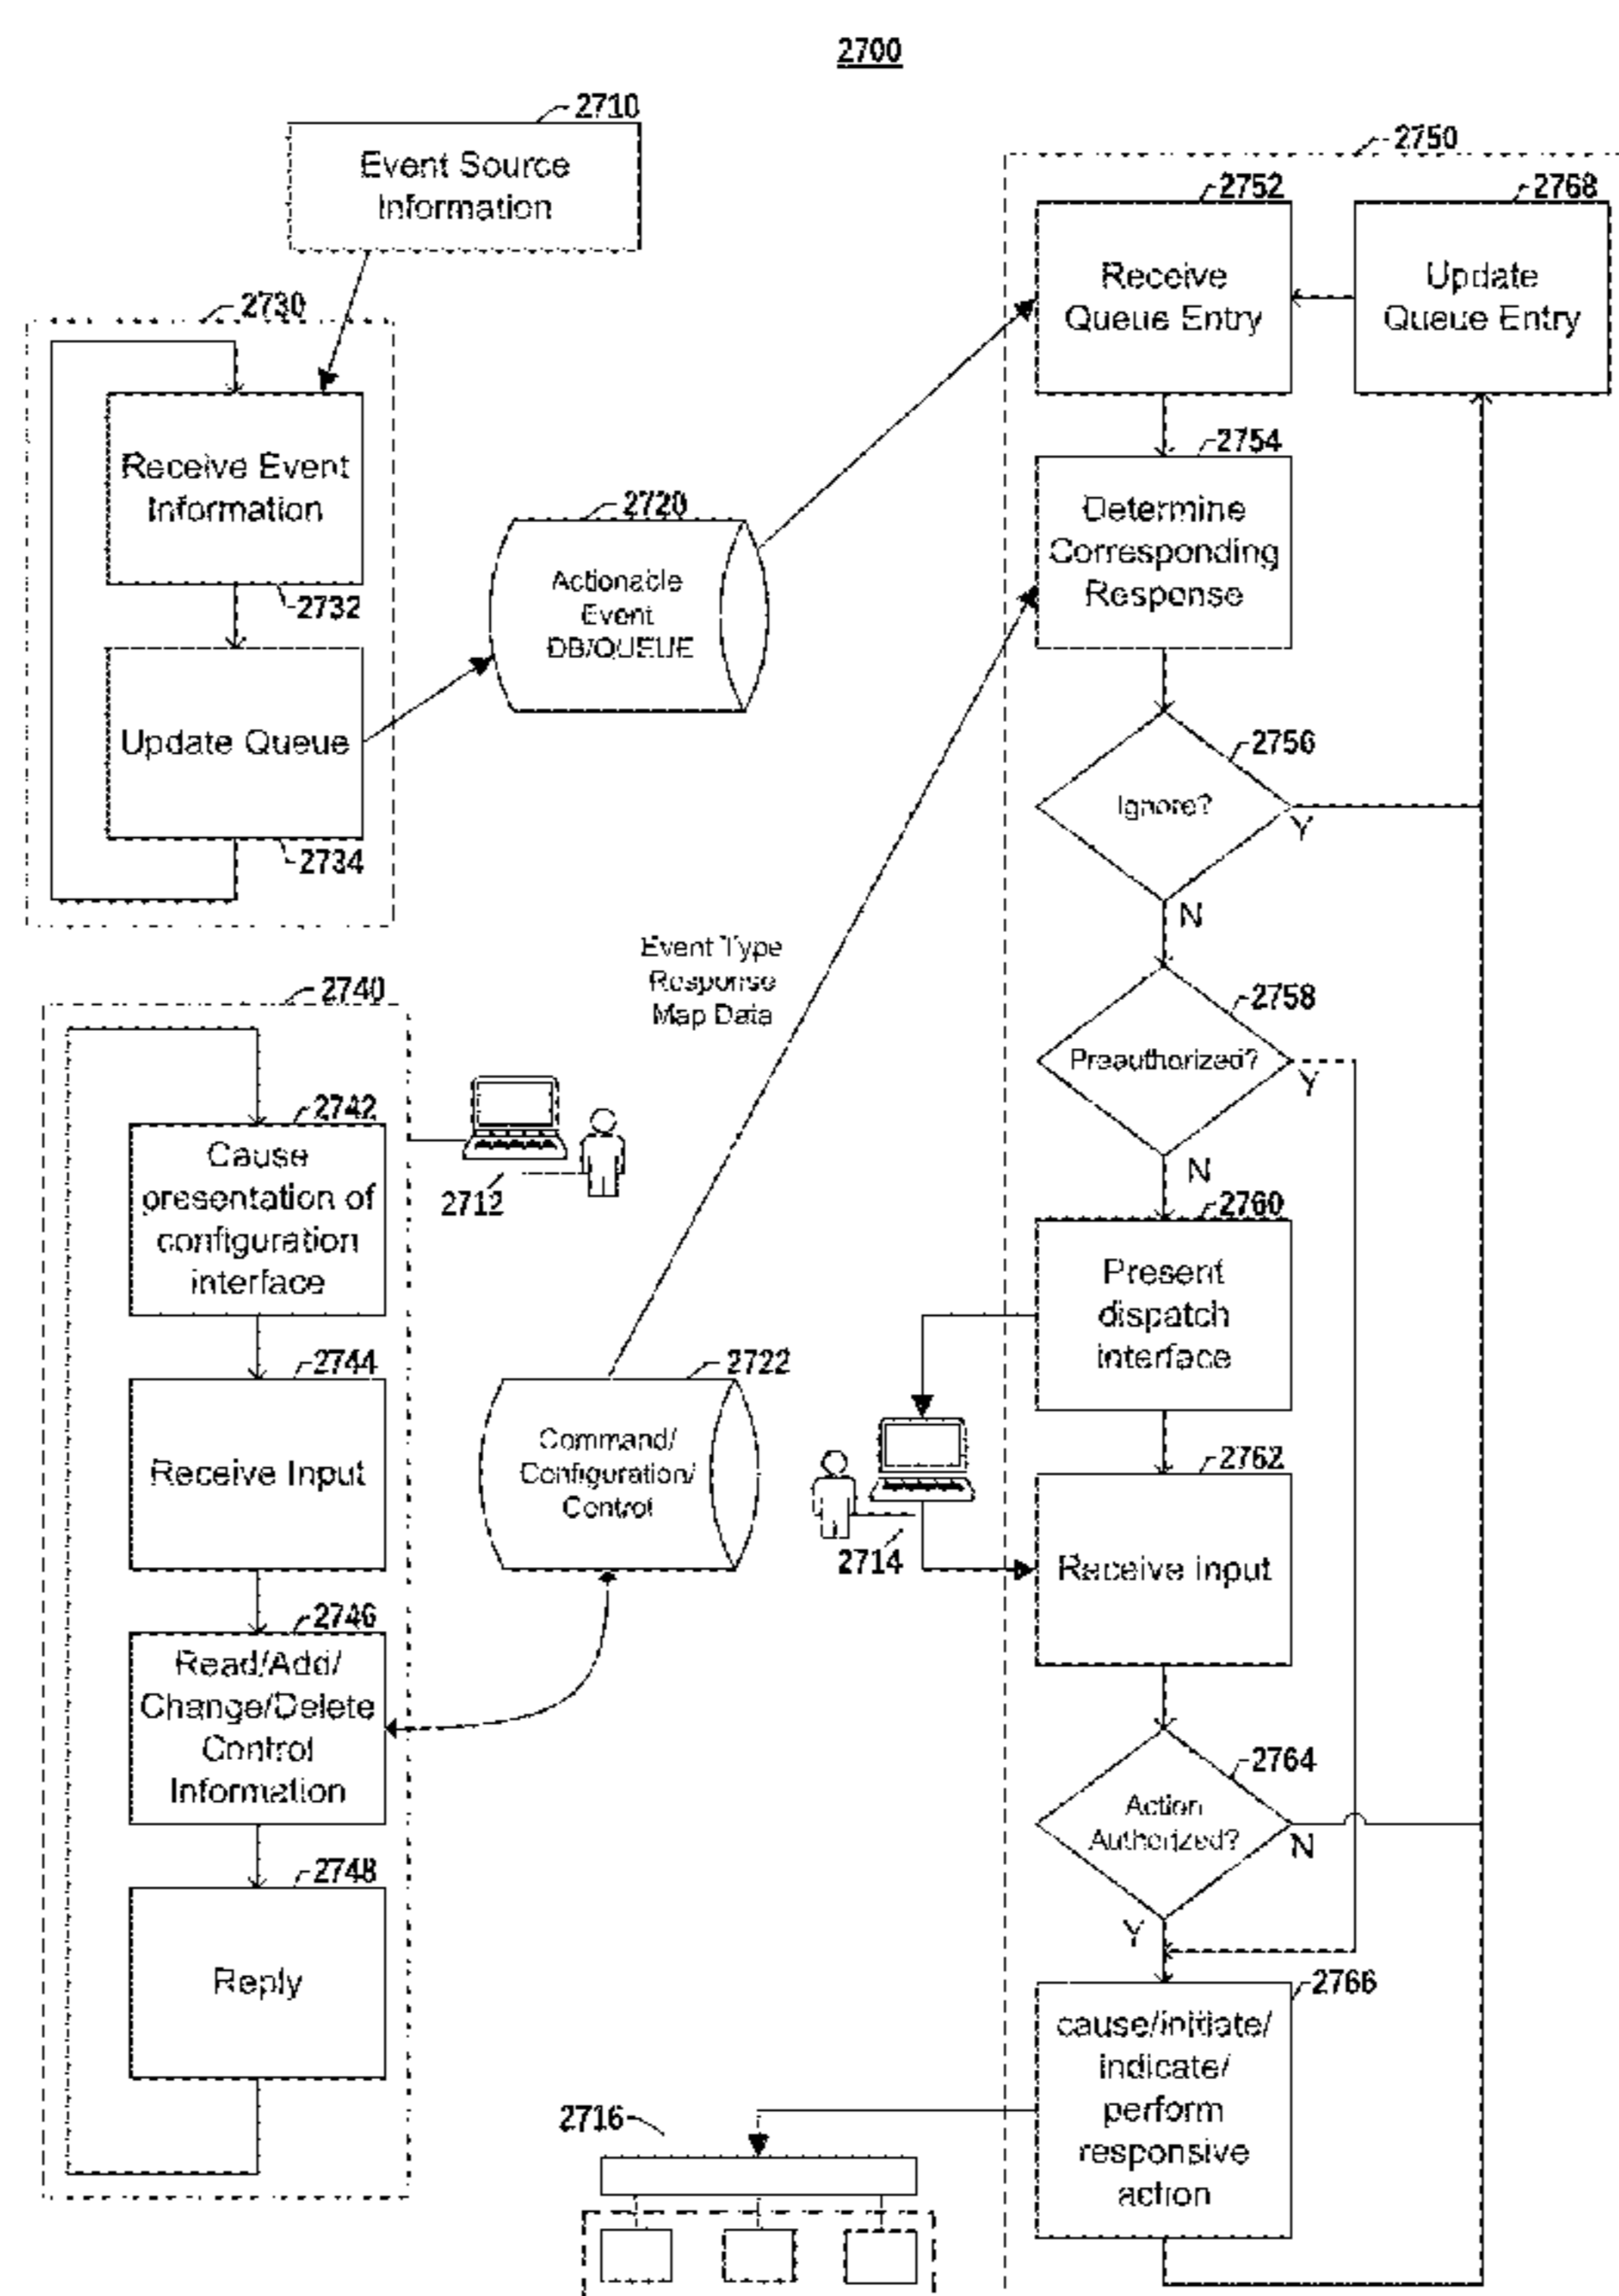 2700
2710
Event Source
Information
2730
Receive Event
Information
2732
Update Queue
2734
2720
Actionable
Event
DB/QUEUE
2740
2742
Cause
presentation of
configuration
interface
2744
Receive Input
2746
Read/Add/
Change/Delete
Control
Information
2748
Reply
2712
Event Type
Response
Map Data
2722
Command/
Configuration/
Control
2750
2752
Receive
Queue Entry
2768
Update
Queue Entry
2754
Determine
Corresponding
Response
2756
Ignore?
Y
N
2758
Preauthorized?
Y
N
2760
Present
dispatch
interface
2714
2762
Receive input
2764
Action
Authorized?
N
Y
2766
cause/initiate/
indicate/
perform
responsive
action
2716